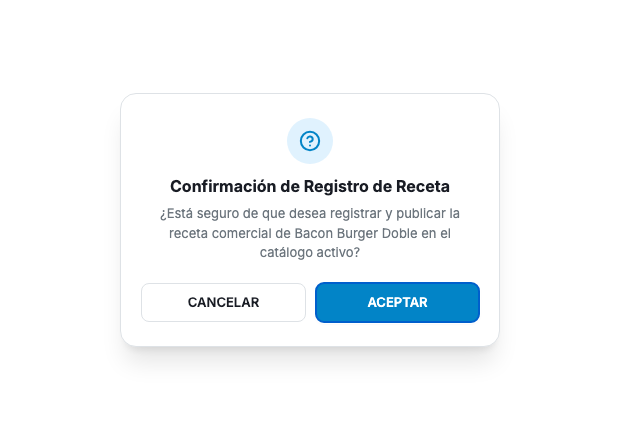 Confirmación de Registro de Receta
¿Está seguro de que desea registrar y publicar la
receta comercial de Bacon Burger Doble en el
catálogo activo?
CANCELAR
ACEPTAR